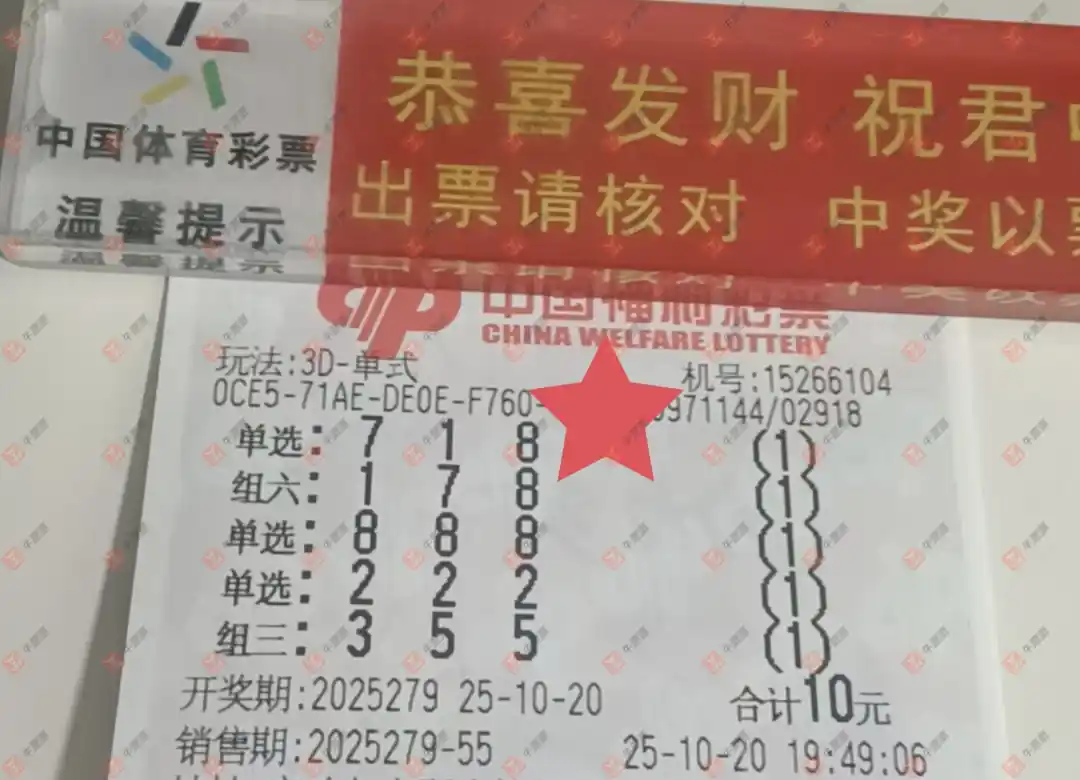 中国体育彩票
温馨提示
恭喜发财 祝君
出票请核对 中奖以票
中国福利彩票
CHINA WELFARE LOTTERY
玩法:3D-单式
机号:15266104
0CE5-71AE-DE0E-F760-
0971144/02918
单选: 7 1 8 (1)
组六: 1 7 8 (1)
单选: 8 8 8 (1)
单选: 2 2 2 (1)
组三: 3 5 5 (1)
开奖期:2025279 25-10-20 合计10元
销售期:2025279-55 25-10-20 19:49:06